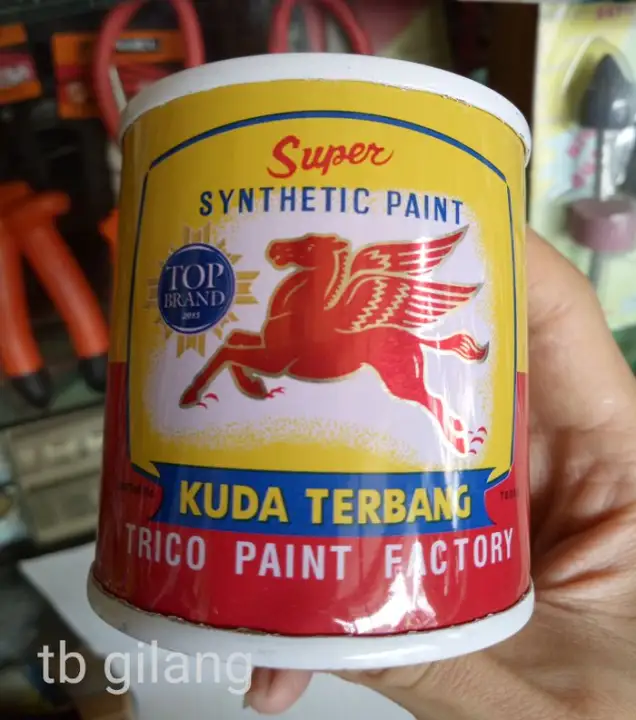 Super
SYNTHETIC PAINT
TOP
BRAND
2015
KUDA TERBANG
TRICO PAINT FACTORY
tb gilang